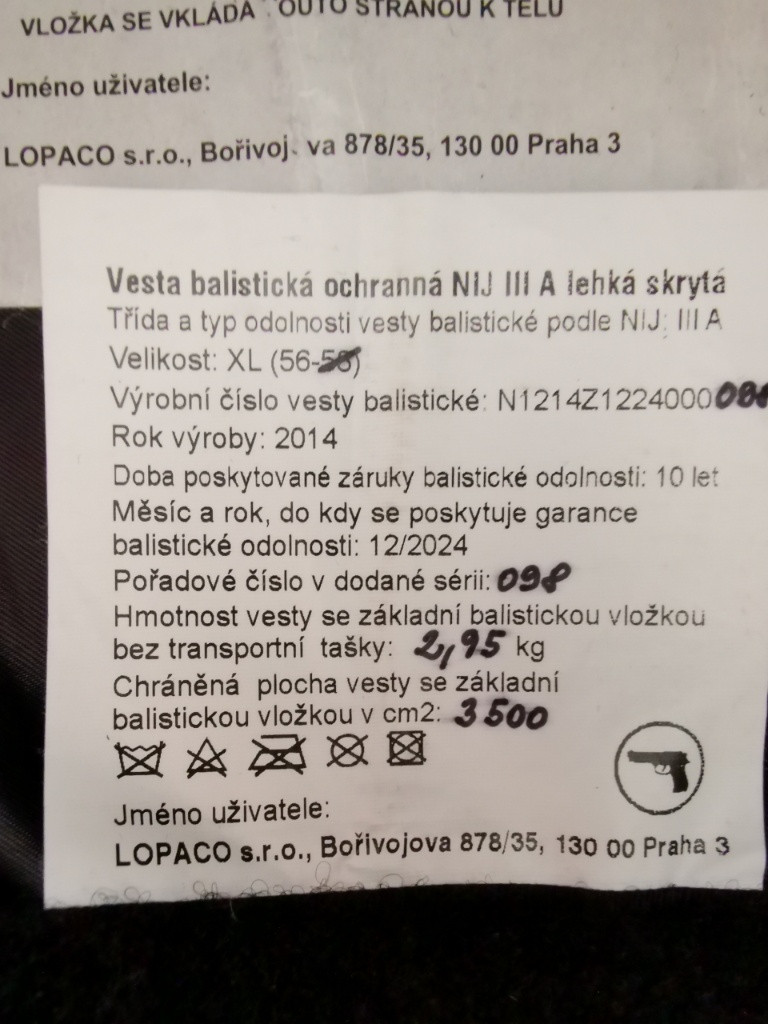 VLOŽKA SE VKLÁDÁ TOUTO STRANOU K TĚLU
Jméno uživatele:
LOPACO s.r.o., Bořivoj va 878/35, 130 00 Praha 3
Vesta balistická ochranná NIJ III A lehká skrytá
Třída a typ odolnosti vesty balistické podle NIJ: III A
Velikost: XL (56-58)
Výrobní číslo vesty balistické: N1214Z1224000098
Rok výroby: 2014
Doba poskytované záruky balistické odolnosti: 10 let
Měsíc a rok, do kdy se poskytuje garance
balistické odolnosti: 12/2024
Pořadové číslo v dodané sérii: 098
Hmotnost vesty se základní balistickou vložkou
bez transportní tašky: 2,95 kg
Chráněná plocha vesty se základní
balistickou vložkou v cm2: 3500
Jméno uživatele:
LOPACO s.r.o., Bořivojova 878/35, 130 00 Praha 3